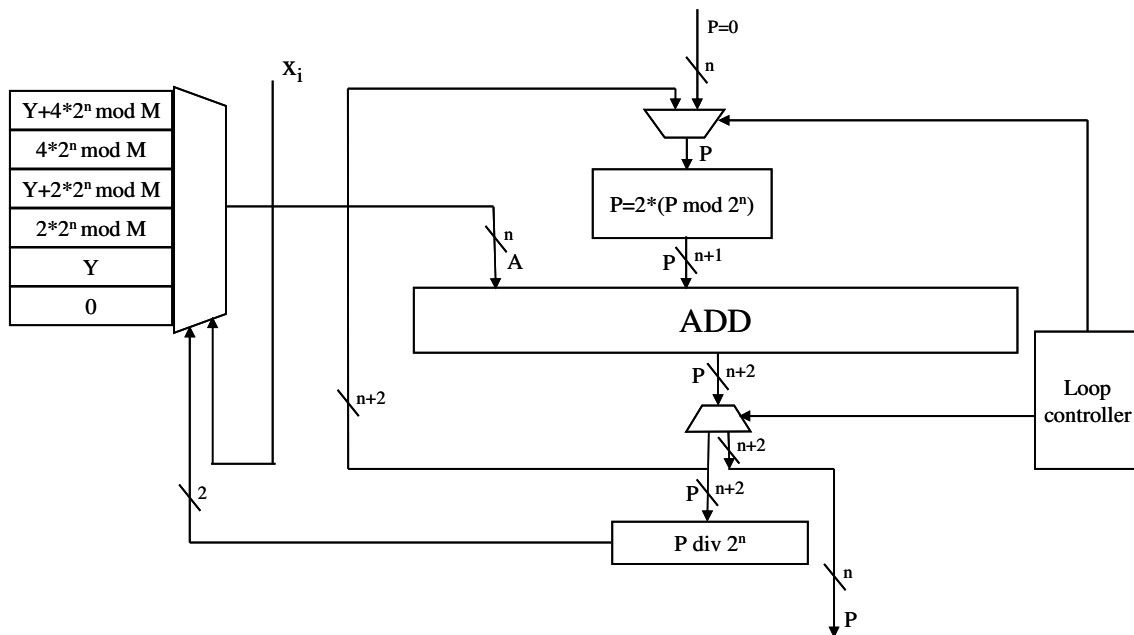 P=0
n
xᵢ
Y+4*2ⁿ mod M
4*2ⁿ mod M
Y+2*2ⁿ mod M
2*2ⁿ mod M
Y
0
P
P=2*(P mod 2ⁿ)
n
A
P
n+1
ADD
P
n+2
Loop
controller
n+2
n+2
P
n+2
2
P div 2ⁿ
n
P